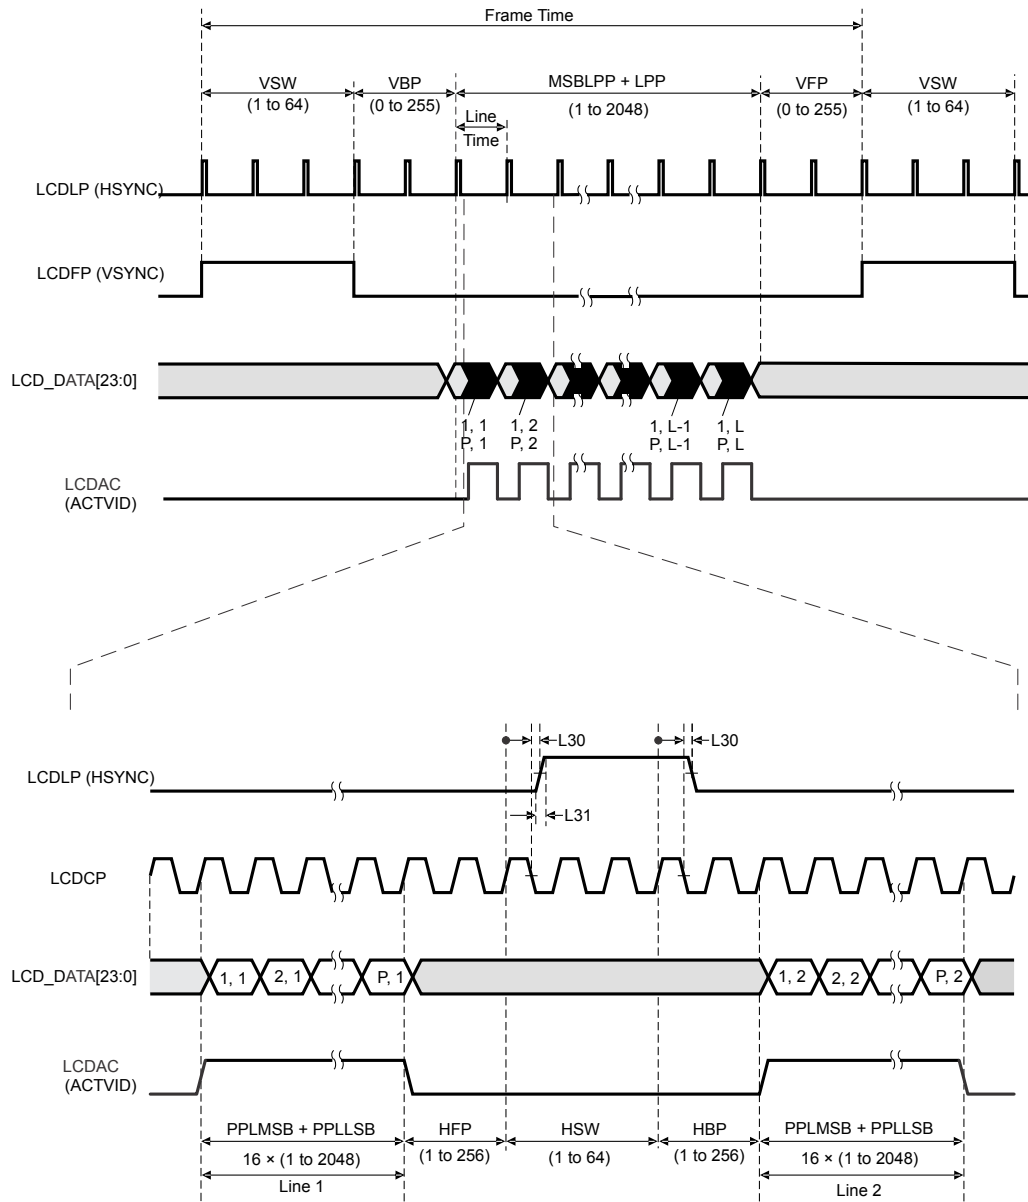 Frame Time
VSW
(1 to 64)
VBP
(0 to 255)
MSBLPP + LPP
(1 to 2048)
VFP
(0 to 255)
VSW
(1 to 64)
Line
Time
LCDLP (HSYNC)
LCDFP (VSYNC)
LCD_DATA[23:0]
1, 1
P, 1
1, 2
P, 2
1, L-1
P, L-1
1, L
P, L
LCDAC
(ACTVID)
L30
L30
LCDLP (HSYNC)
L31
LCDCP
LCD_DATA[23:0]
1, 1
2, 1
P, 1
1, 2
2, 2
P, 2
LCDAC
(ACTVID)
PPLMSB + PPLLSB
16 × (1 to 2048)
Line 1
HFP
(1 to 256)
HSW
(1 to 64)
HBP
(1 to 256)
PPLMSB + PPLLSB
16 × (1 to 2048)
Line 2